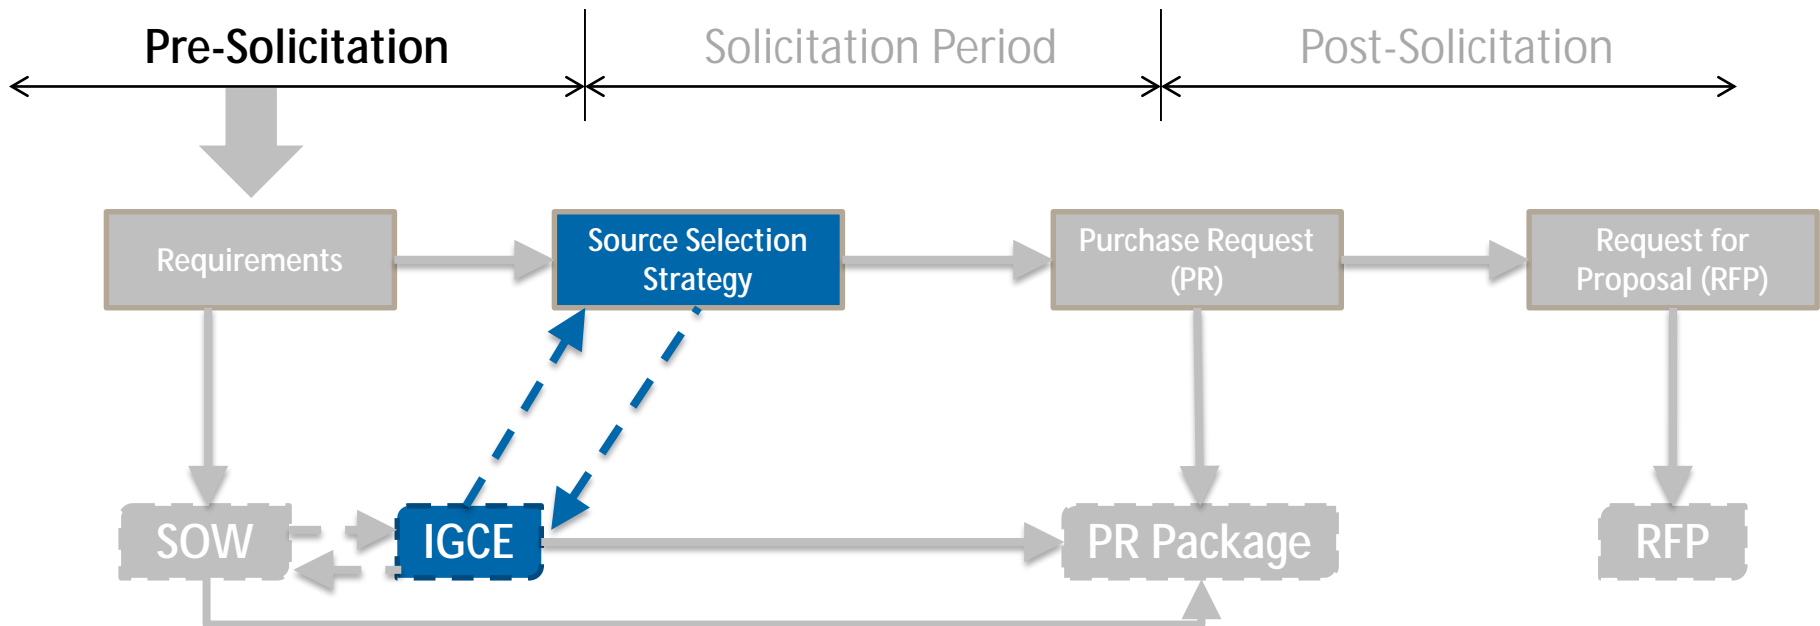 Pre-Solicitation
Solicitation Period
Post-Solicitation
Requirements
Source Selection
Strategy
Purchase Request
(PR)
Request for
Proposal (RFP)
SOW
IGCE
PR Package
RFP